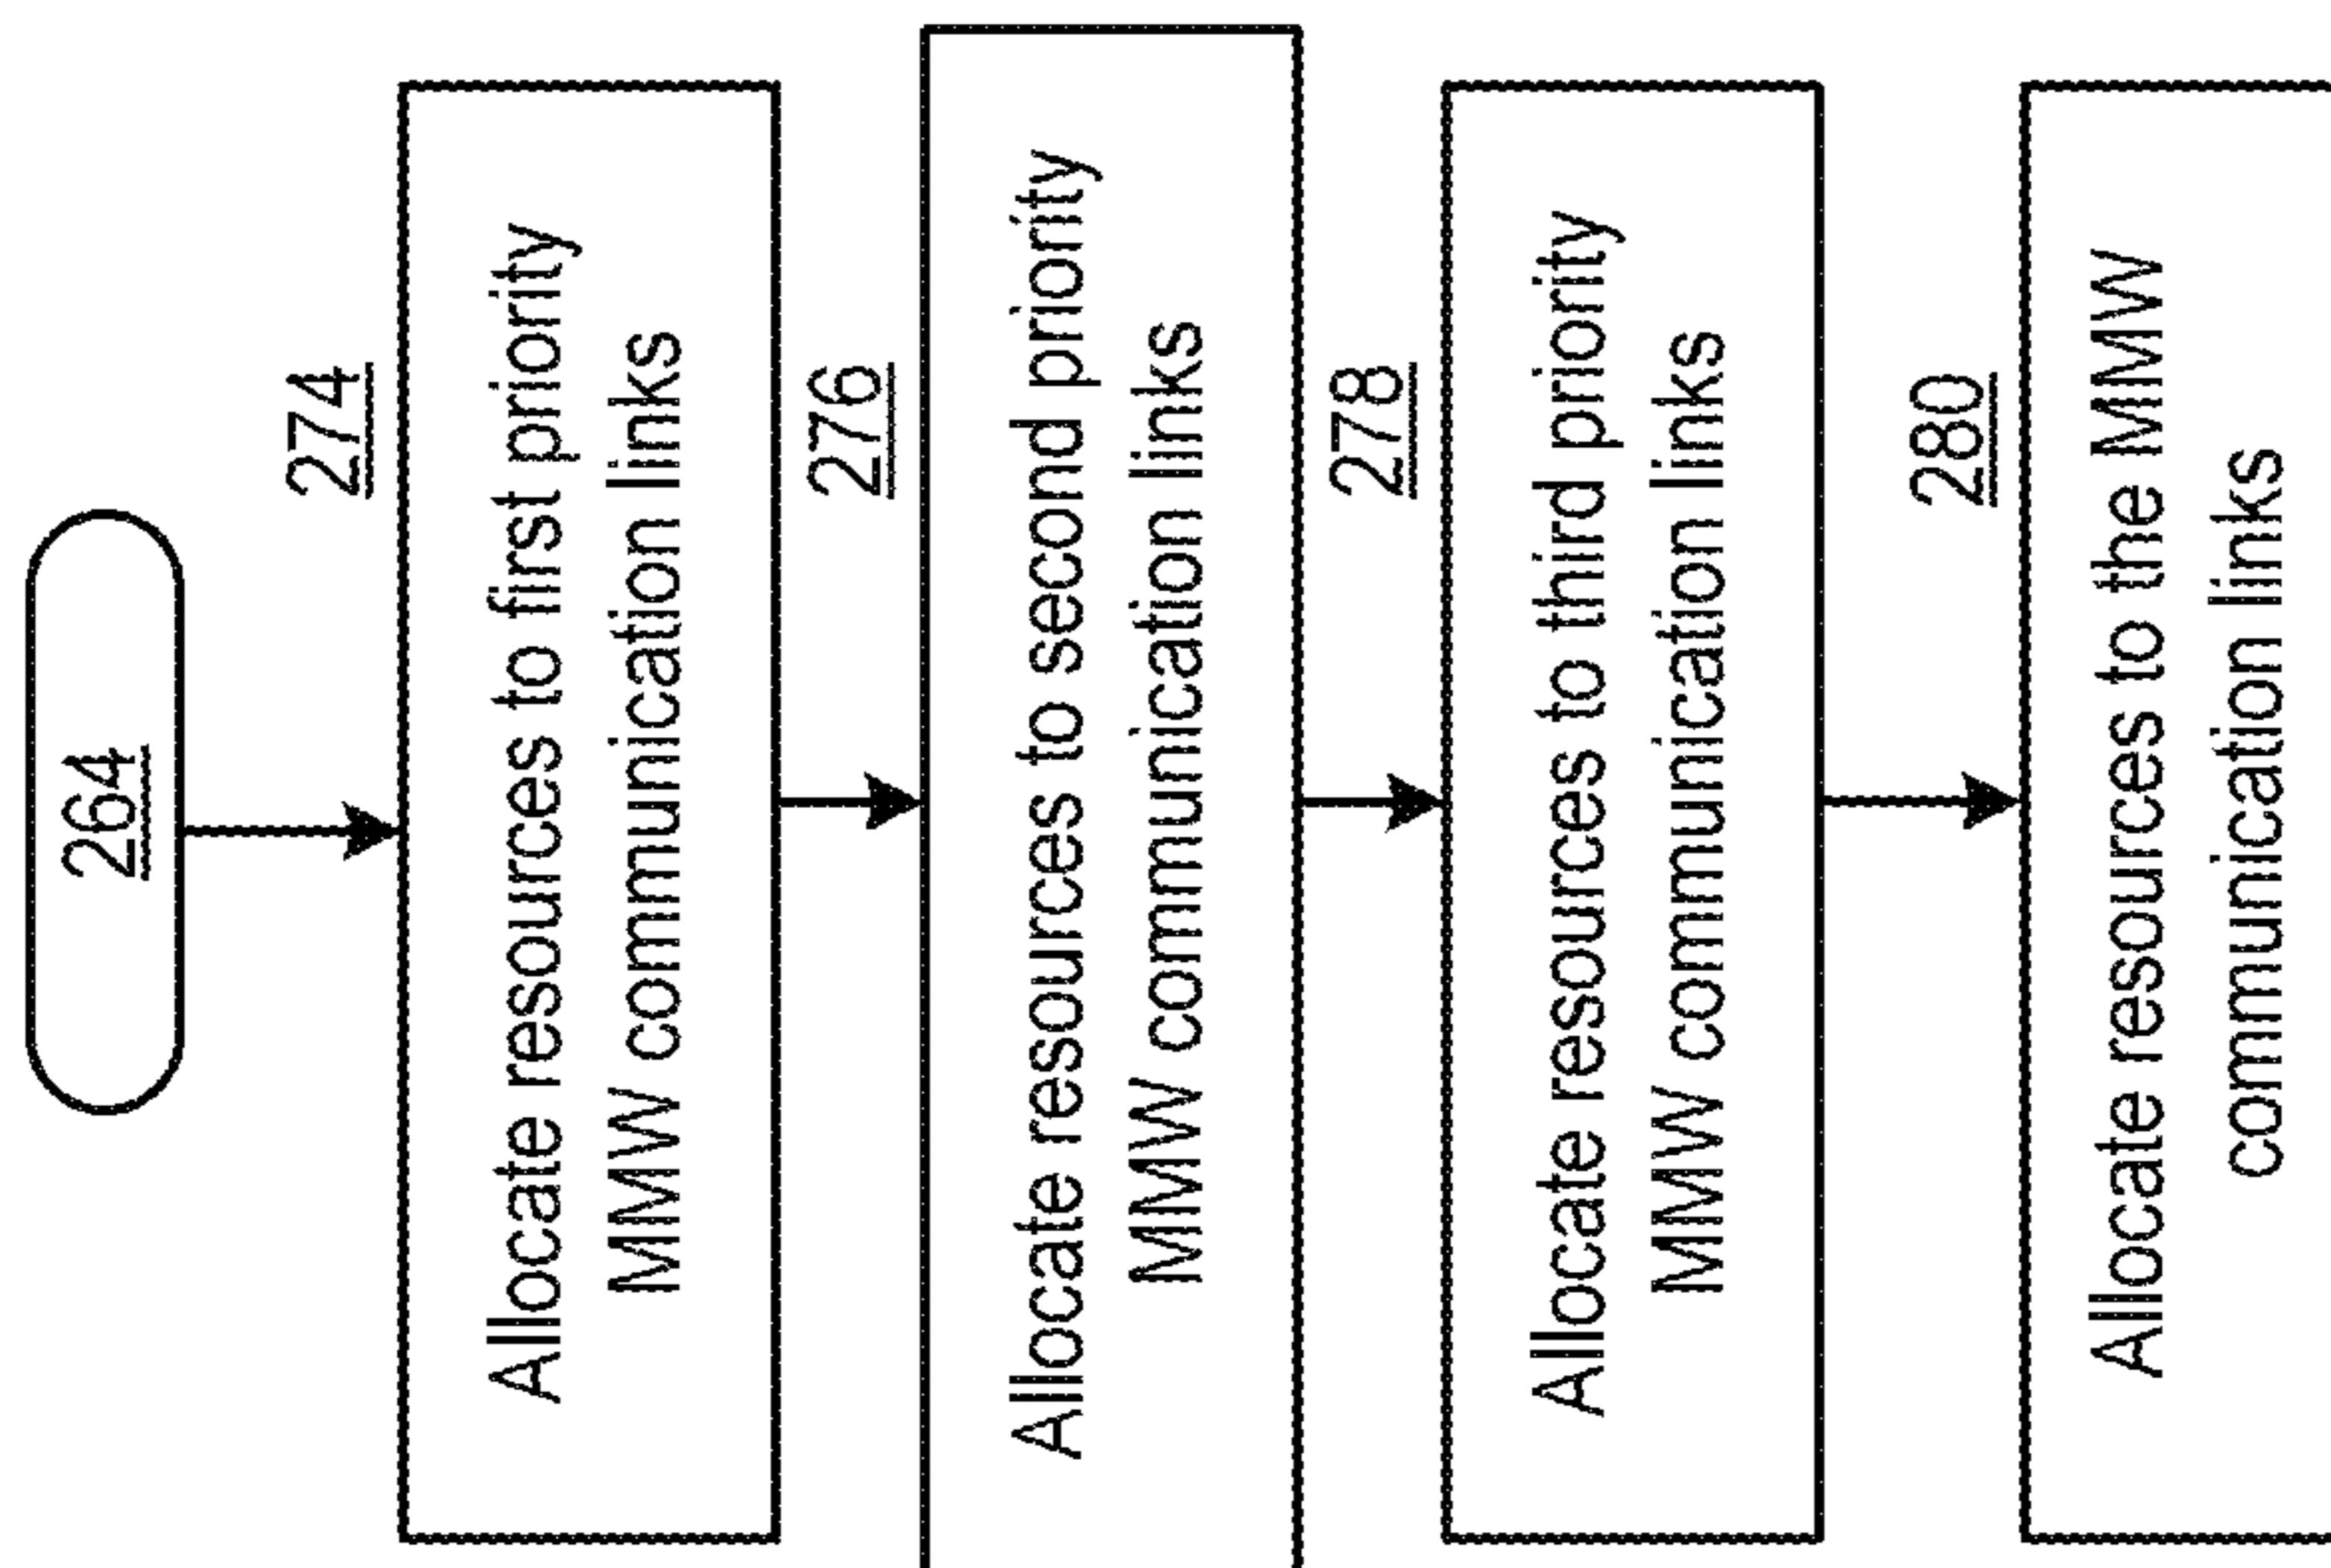 264
274
Allocate resources to first priority
MMW communication links
276
Allocate resources to second priority
MMW communication links
278
Allocate resources to third priority
MMW communication links
280
Allocate resources to the MMW
communication links